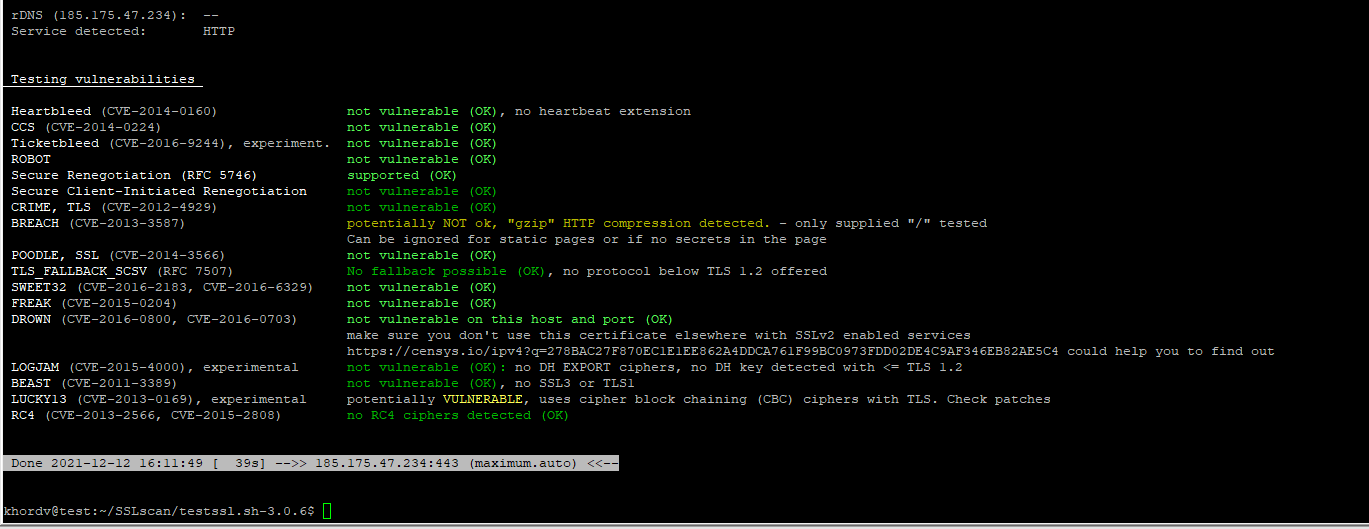 rDNS (185.175.47.234): --
Service detected: HTTP
Testing vulnerabilities
Heartbleed (CVE-2014-0160) not vulnerable (OK), no heartbeat extension
CCS (CVE-2014-0224) not vulnerable (OK)
Ticketbleed (CVE-2016-9244), experiment. not vulnerable (OK)
ROBOT not vulnerable (OK)
Secure Renegotiation (RFC 5746) supported (OK)
Secure Client-Initiated Renegotiation not vulnerable (OK)
CRIME, TLS (CVE-2012-4929) not vulnerable (OK)
BREACH (CVE-2013-3587) potentially NOT ok, "gzip" HTTP compression detected. - only supplied "/" tested
Can be ignored for static pages or if no secrets in the page
POODLE, SSL (CVE-2014-3566) not vulnerable (OK)
TLS_FALLBACK_SCSV (RFC 7507) No fallback possible (OK), no protocol below TLS 1.2 offered
SWEET32 (CVE-2016-2183, CVE-2016-6329) not vulnerable (OK)
FREAK (CVE-2015-0204) not vulnerable (OK)
DROWN (CVE-2016-0800, CVE-2016-0703) not vulnerable on this host and port (OK)
make sure you don't use this certificate elsewhere with SSLv2 enabled services
https://censys.io/ipv4?q=278BAC27F870EC1E1EE862A4DDCA761F99BC0973FDD02DE4C9AF346EB82AE5C4 could help you to find out
LOGJAM (CVE-2015-4000), experimental not vulnerable (OK): no DH EXPORT ciphers, no DH key detected with <= TLS 1.2
BEAST (CVE-2011-3389) not vulnerable (OK), no SSL3 or TLS1
LUCKY13 (CVE-2013-0169), experimental potentially VULNERABLE, uses cipher block chaining (CBC) ciphers with TLS. Check patches
RC4 (CVE-2013-2566, CVE-2015-2808) no RC4 ciphers detected (OK)
Done 2021-12-12 16:11:49 [ 39s] -->> 185.175.47.234:443 (maximum.auto) <<--
khordv@test:~/SSLscan/testssl.sh-3.0.6$